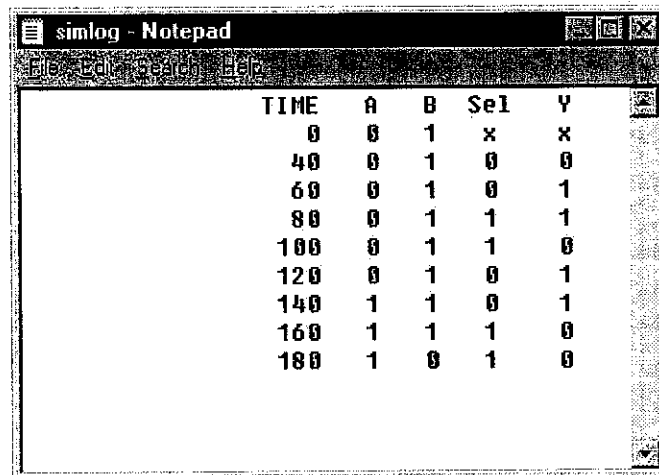 simlog - Notepad
File Edit Search Help
TIME A B Sel Y
0 0 1 x x
40 0 1 0 0
60 0 1 0 1
80 0 1 1 1
100 0 1 1 0
120 0 1 0 1
140 1 1 0 1
160 1 1 1 0
180 1 0 1 0